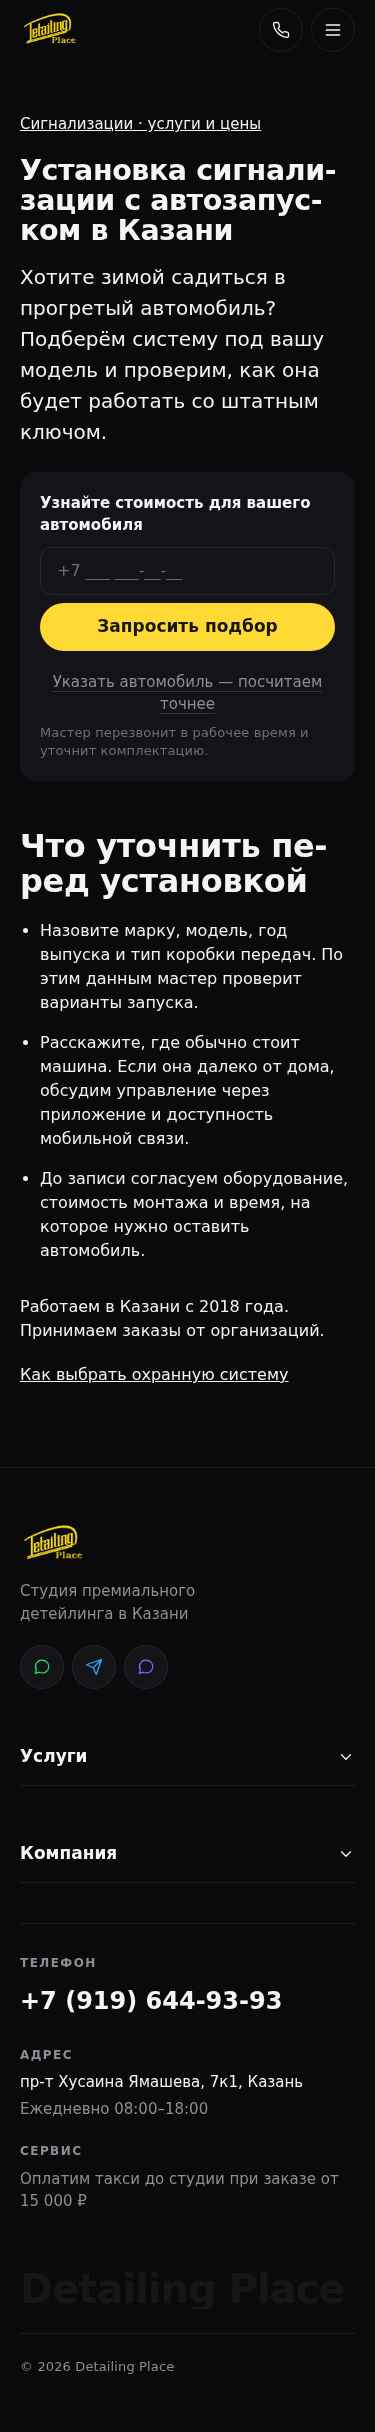 Detailing Place
Сигнализации · услуги и цены
Установка сигнали-
зации с автозапус-
ком в Казани
Хотите зимой садиться в
прогретый автомобиль?
Подберём систему под вашу
модель и проверим, как она
будет работать со штатным
ключом.
Узнайте стоимость для вашего
автомобиля
+7 ___ ___-__-__
Запросить подбор
Указать автомобиль — посчитаем
точнее
Мастер перезвонит в рабочее время и
уточнит комплектацию.
Что уточнить пе-
ред установкой
• Назовите марку, модель, год
выпуска и тип коробки передач. По
этим данным мастер проверит
варианты запуска.
• Расскажите, где обычно стоит
машина. Если она далеко от дома,
обсудим управление через
приложение и доступность
мобильной связи.
• До записи согласуем оборудование,
стоимость монтажа и время, на
которое нужно оставить
автомобиль.
Работаем в Казани с 2018 года.
Принимаем заказы от организаций.
Как выбрать охранную систему
Detailing Place
Студия премиального
детейлинга в Казани
Услуги
Компания
ТЕЛЕФОН
+7 (919) 644-93-93
АДРЕС
пр-т Хусаина Ямашева, 7к1, Казань
Ежедневно 08:00–18:00
СЕРВИС
Оплатим такси до студии при заказе от
15 000 ₽
Detailing Place
© 2026 Detailing Place